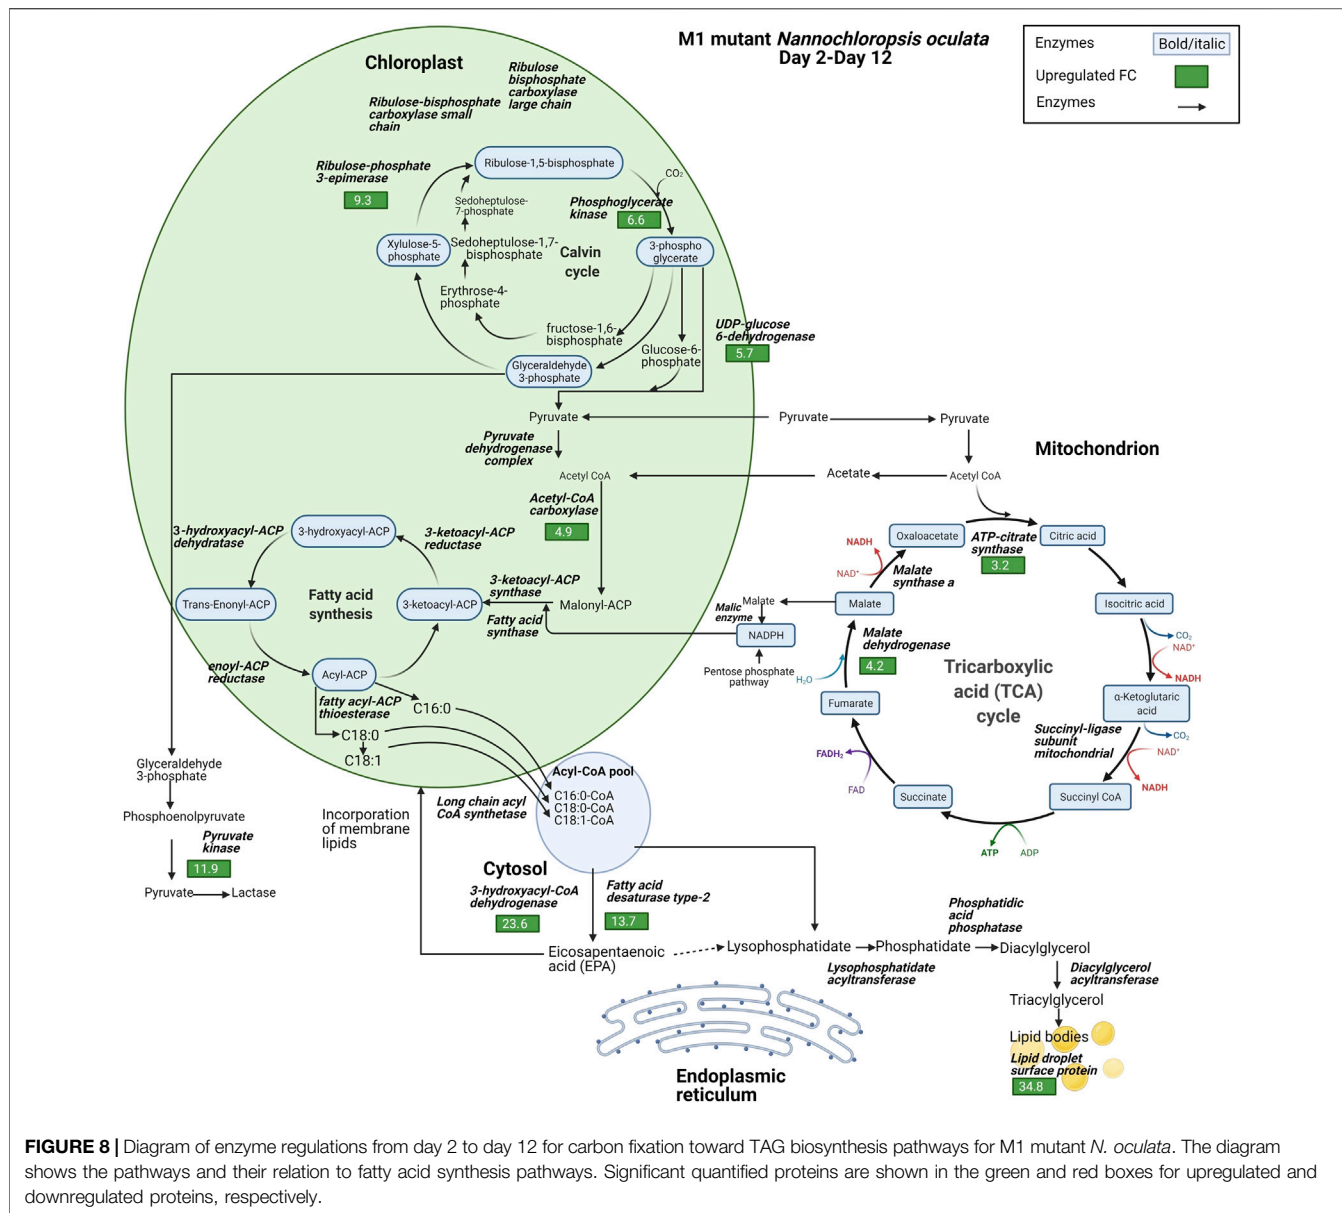 M1 mutant Nannochloropsis oculata
Day 2-Day 12
Enzymes
Bold/italic
Upregulated FC
Enzymes
Chloroplast
Ribulose
bisphosphate
carboxylase
large chain
Ribulose-bisphosphate
carboxylase small
chain
Ribulose-phosphate
3-epimerase
9.3
Ribulose-1,5-bisphosphate
CO₂
Sedoheptulose-
7-phosphate
Phosphoglycerate
kinase
6.6
Xylulose-5-
phosphate
Sedoheptulose-1,7-
bisphosphate
Calvin
cycle
3-phospho
glycerate
Erythrose-4-
phosphate
fructose-1,6-
bisphosphate
UDP-glucose
6-dehydrogenase
5.7
Glucose-6-
phosphate
Glyceraldehyde
3-phosphate
Pyruvate
Pyruvate
Pyruvate
Pyruvate
dehydrogenase
complex
Mitochondrion
Acetyl CoA
Acetate
Acetyl CoA
Acetyl-CoA
carboxylase
4.9
3-hydroxyacyl-ACP
dehydratase
3-hydroxyacyl-ACP
3-ketoacyl-ACP
reductase
NADH
NAD⁺
Oxaloacetate
ATP-citrate
synthase
3.2
Citric acid
Malate
synthase a
Trans-Enonyl-ACP
Fatty acid
synthesis
3-ketoacyl-ACP
3-ketoacyl-ACP
synthase
Fatty acid
synthase
Malonyl-ACP
Malate
Malic
enzyme
NADPH
Pentose phosphate
pathway
Malate
Isocitric acid
CO₂
NAD⁺
NADH
Malate
dehydrogenase
4.2
H₂O
Tricarboxylic
acid (TCA)
cycle
enoyl-ACP
reductase
Acyl-ACP
fatty acyl-ACP
thioesterase
C16:0
C18:0
C18:1
Fumarate
α-Ketoglutaric
acid
Succinyl-ligase
subunit
mitochondrial
CO₂
NAD⁺
NADH
FADH₂
FAD
Succinate
Succinyl CoA
ATP
ADP
Glyceraldehyde
3-phosphate
Phosphoenolpyruvate
Pyruvate
kinase
11.9
Pyruvate
Lactase
Incorporation
of membrane
lipids
Long chain acyl
CoA synthetase
Acyl-CoA pool
C16:0-CoA
C18:0-CoA
C18:1-CoA
Cytosol
3-hydroxyacyl-CoA
dehydrogenase
23.6
Fatty acid
desaturase type-2
13.7
Eicosapentaenoic
acid (EPA)
Lysophosphatidate
Phosphatidate
Diacylglycerol
Phosphatidic
acid
phosphatase
Lysophosphatidate
acyltransferase
Diacylglycerol
acyltransferase
Triacylglycerol
Lipid bodies
Lipid droplet
surface protein
34.8
Endoplasmic
reticulum
FIGURE 8 | Diagram of enzyme regulations from day 2 to day 12 for carbon fixation toward TAG biosynthesis pathways for M1 mutant N. oculata. The diagram
shows the pathways and their relation to fatty acid synthesis pathways. Significant quantified proteins are shown in the green and red boxes for upregulated and
downregulated proteins, respectively.